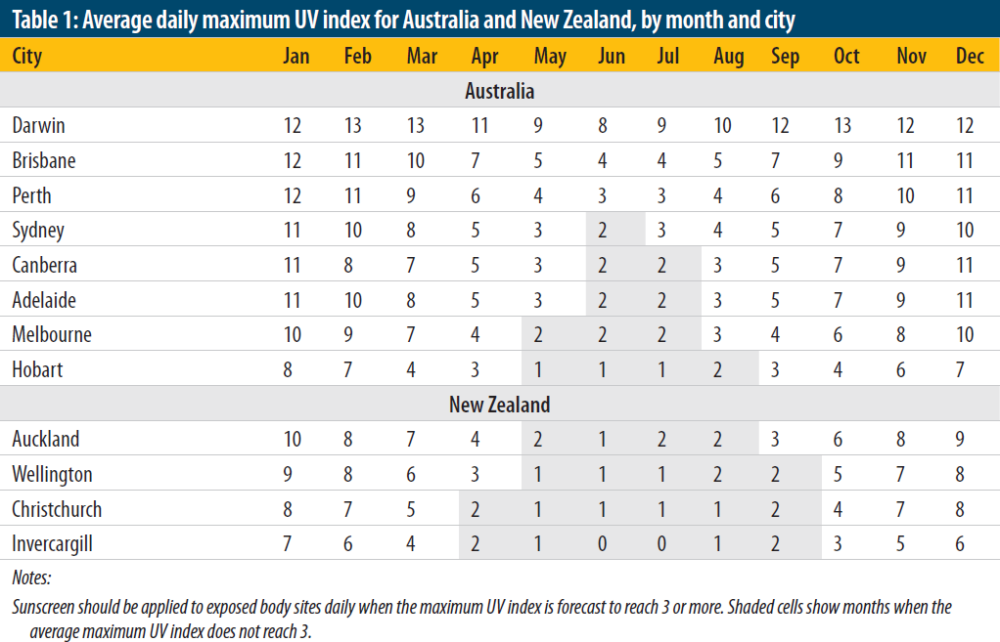 Table 1: Average daily maximum UV index for Australia and New Zealand, by month and city
City Jan Feb Mar Apr May Jun Jul Aug Sep Oct Nov Dec
Australia
Darwin 12 13 13 11 9 8 9 10 12 13 12 12
Brisbane 12 11 10 7 5 4 4 5 7 9 11 11
Perth 12 11 9 6 4 3 3 4 6 8 10 11
Sydney 11 10 8 5 3 2 3 4 5 7 9 10
Canberra 11 8 7 5 3 2 2 3 5 7 9 11
Adelaide 11 10 8 5 3 2 2 3 5 7 9 11
Melbourne 10 9 7 4 2 2 2 3 4 6 8 10
Hobart 8 7 4 3 1 1 1 2 3 4 6 7
New Zealand
Auckland 10 8 7 4 2 1 2 2 3 6 8 9
Wellington 9 8 6 3 1 1 1 2 2 5 7 8
Christchurch 8 7 5 2 1 1 1 1 2 4 7 8
Invercargill 7 6 4 2 1 0 0 1 2 3 5 6
Notes:
Sunscreen should be applied to exposed body sites daily when the maximum UV index is forecast to reach 3 or more. Shaded cells show months when the
average maximum UV index does not reach 3.